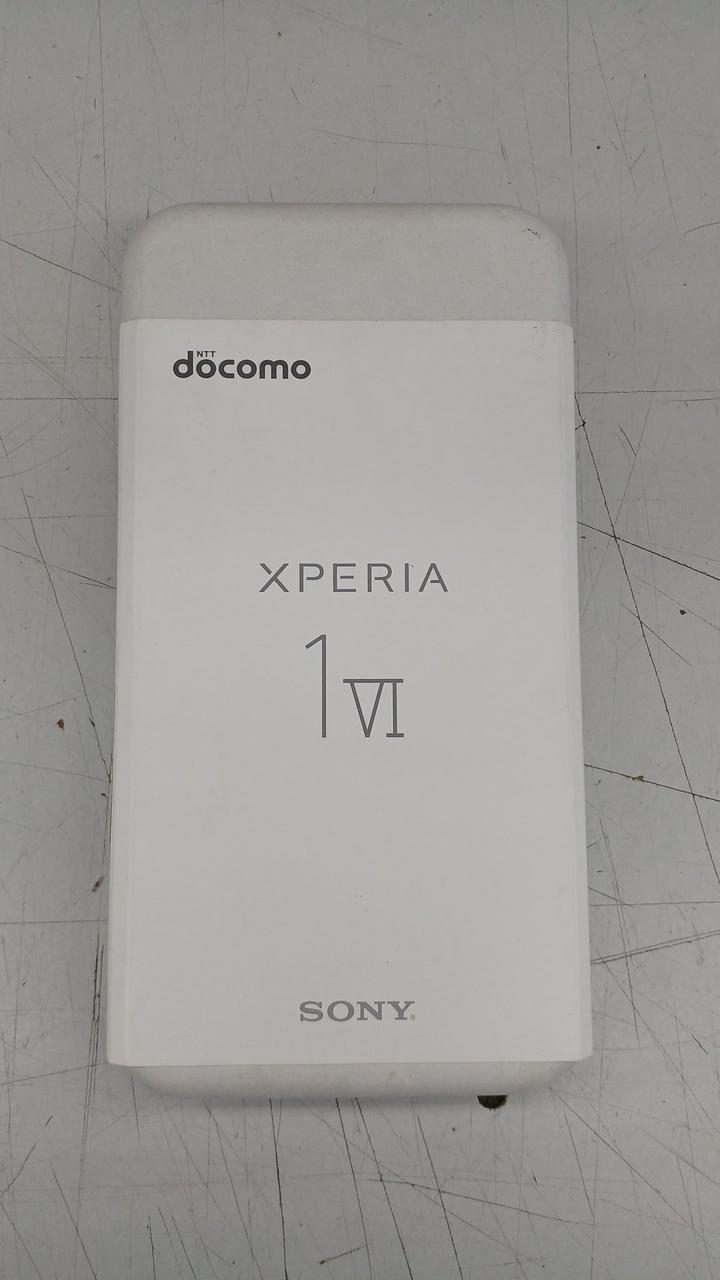 NTT
docomo
XPERIA
1 VI
SONY